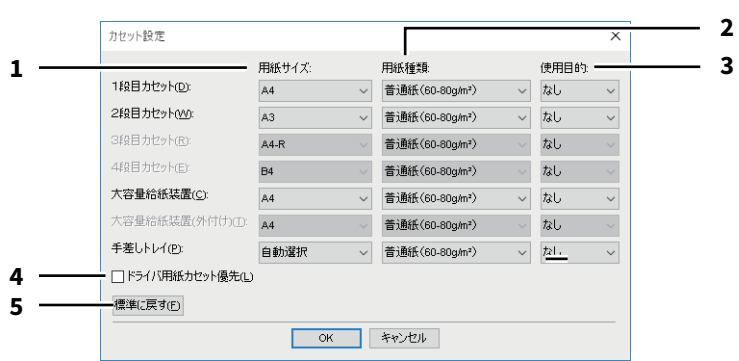 カセット設定
2
1 用紙サイズ: 用紙種類: 使用目的: 3
1段目カセット(D): A4 普通紙(60-80g/m²) なし
2段目カセット(W): A3 普通紙(60-80g/m²) なし
3段目カセット(R): A4-R 普通紙(60-80g/m²) なし
4段目カセット(E): B4 普通紙(60-80g/m²) なし
大容量給紙装置(C): A4 普通紙(60-80g/m²) なし
大容量給紙装置(外付け)(T): A4 普通紙(60-80g/m²) なし
手差しトレイ(P): 自動選択 普通紙(60-80g/m²) なし
4 ドライバ用紙カセット優先(L)
5 標準に戻す(F)
OK キャンセル